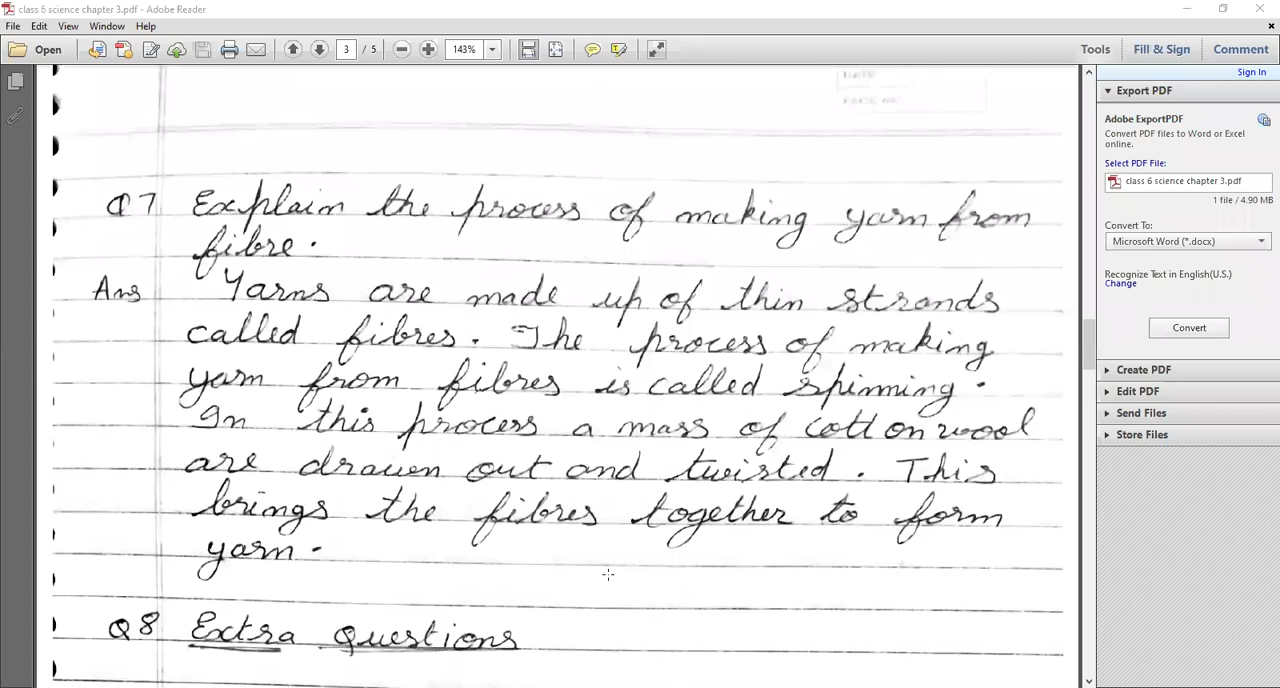 class 6 science chapter 3.pdf - Adobe Reader
File Edit View Window Help
Open 3 / 5 143% Tools Fill & Sign Comment
Sign In
Export PDF
Adobe ExportPDF
Convert PDF files to Word or Excel
online.
Select PDF File:
class 6 science chapter 3.pdf
1 file / 4.90 MB
Convert To:
Microsoft Word (*.docx)
Recognize Text in English(U.S.)
Change
Convert
Create PDF
Edit PDF
Send Files
Store Files
DATE
PAGE NO.
Q7 Explain the process of making yarn from
fibre.
Ans Yarns are made up of thin strands
called fibres. The process of making
yarn from fibres is called spinning.
In this process a mass of cotton wool
are drawn out and twisted. This
brings the fibres together to form
yarn.
Q8 Extra Questions